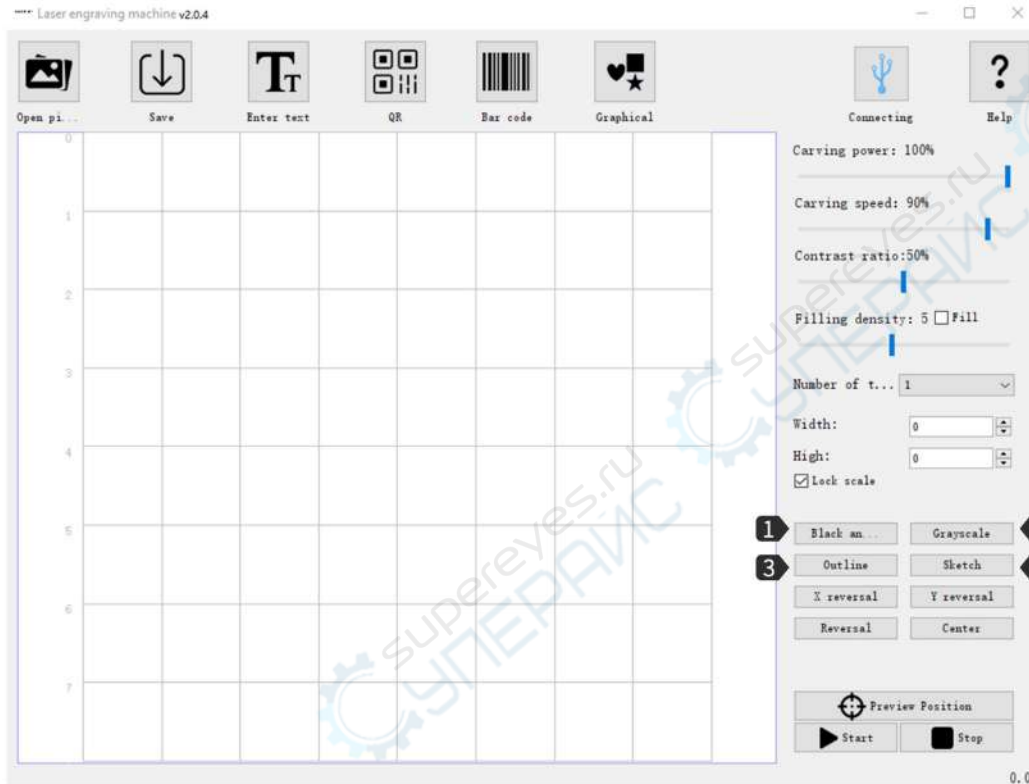 Laser engraving machine v2.0.4
Open pi... Save Enter text QR Bar code Graphical Connecting Help
0
1
2
3
4
5
6
7
Carving power: 100%
Carving speed: 90%
Contrast ratio:50%
Filling density: 5 Fill
Number of t... 1
Width: 0
High: 0
Lock scale
1 Black an... Grayscale
3 Outline Sketch
X reversal Y reversal
Reversal Center
Preview Position
Start Stop
supereyes.ru
СУПЕРАЙС
supereyes.ru
СУПЕРАЙС